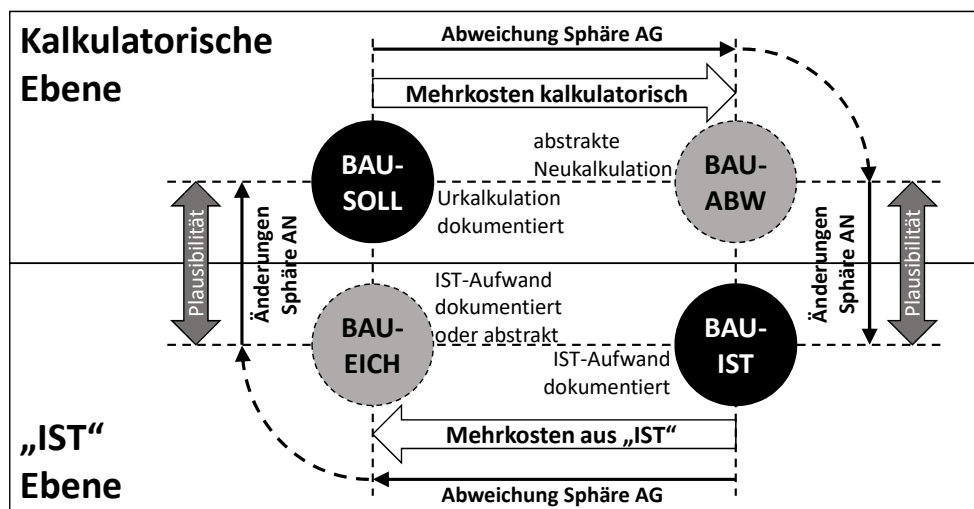 Kalkulatorische
Ebene
Abweichung Sphäre AG
Mehrkosten kalkulatorisch
abstrakte
Neukalkulation
BAU-
SOLL
BAU-
ABW
Urkalkulation
dokumentiert
Plausibilität
Änderungen
Sphäre AN
Änderungen
Sphäre AN
Plausibilität
IST-Aufwand
dokumentiert
oder abstrakt
BAU-
EICH
BAU-
IST
IST-Aufwand
dokumentiert
Mehrkosten aus „IST“
Abweichung Sphäre AG
„IST“
Ebene